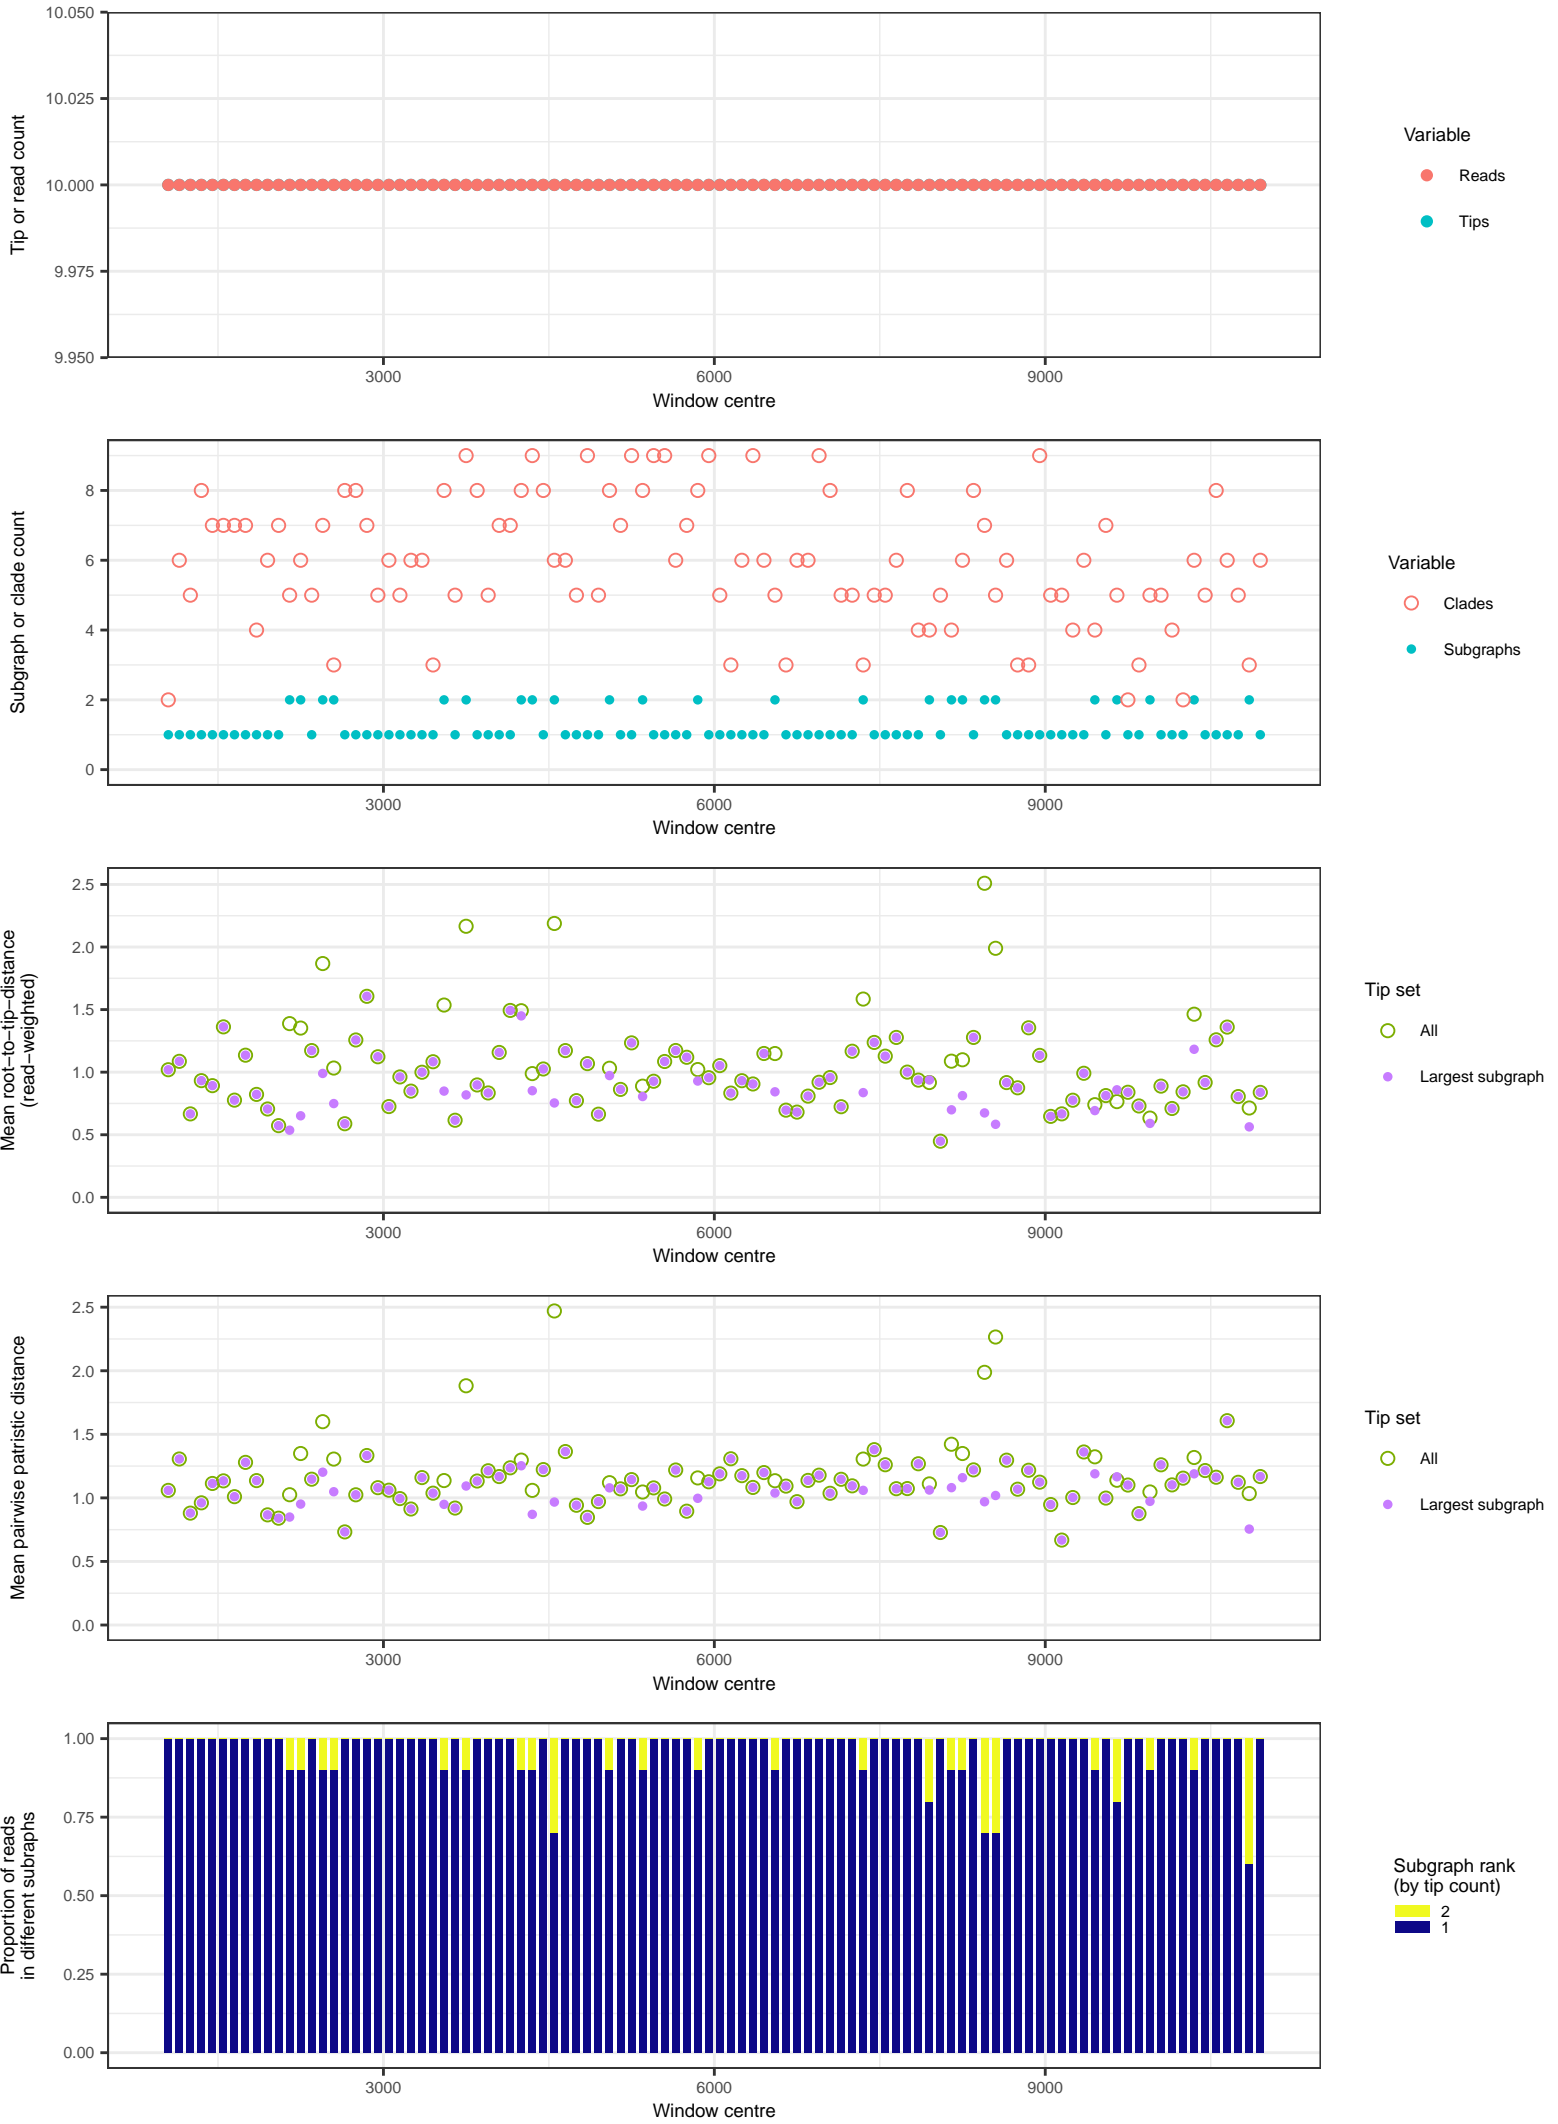 10.050
10.025
10.000
9.975
9.950
Tip or read count
3000 6000 9000
Window centre
Variable
Reads
Tips
8
6
4
2
0
Subgraph or clade count
3000 6000 9000
Window centre
Variable
Clades
Subgraphs
2.5
2.0
1.5
1.0
0.5
0.0
Mean root−to−tip−distance
(read−weighted)
3000 6000 9000
Window centre
Tip set
All
Largest subgraph
2.5
2.0
1.5
1.0
0.5
0.0
Mean pairwise patristic distance
3000 6000 9000
Window centre
Tip set
All
Largest subgraph
1.00
0.75
0.50
0.25
0.00
Proportion of reads
in different subraphs
3000 6000 9000
Window centre
Subgraph rank
(by tip count)
2
1